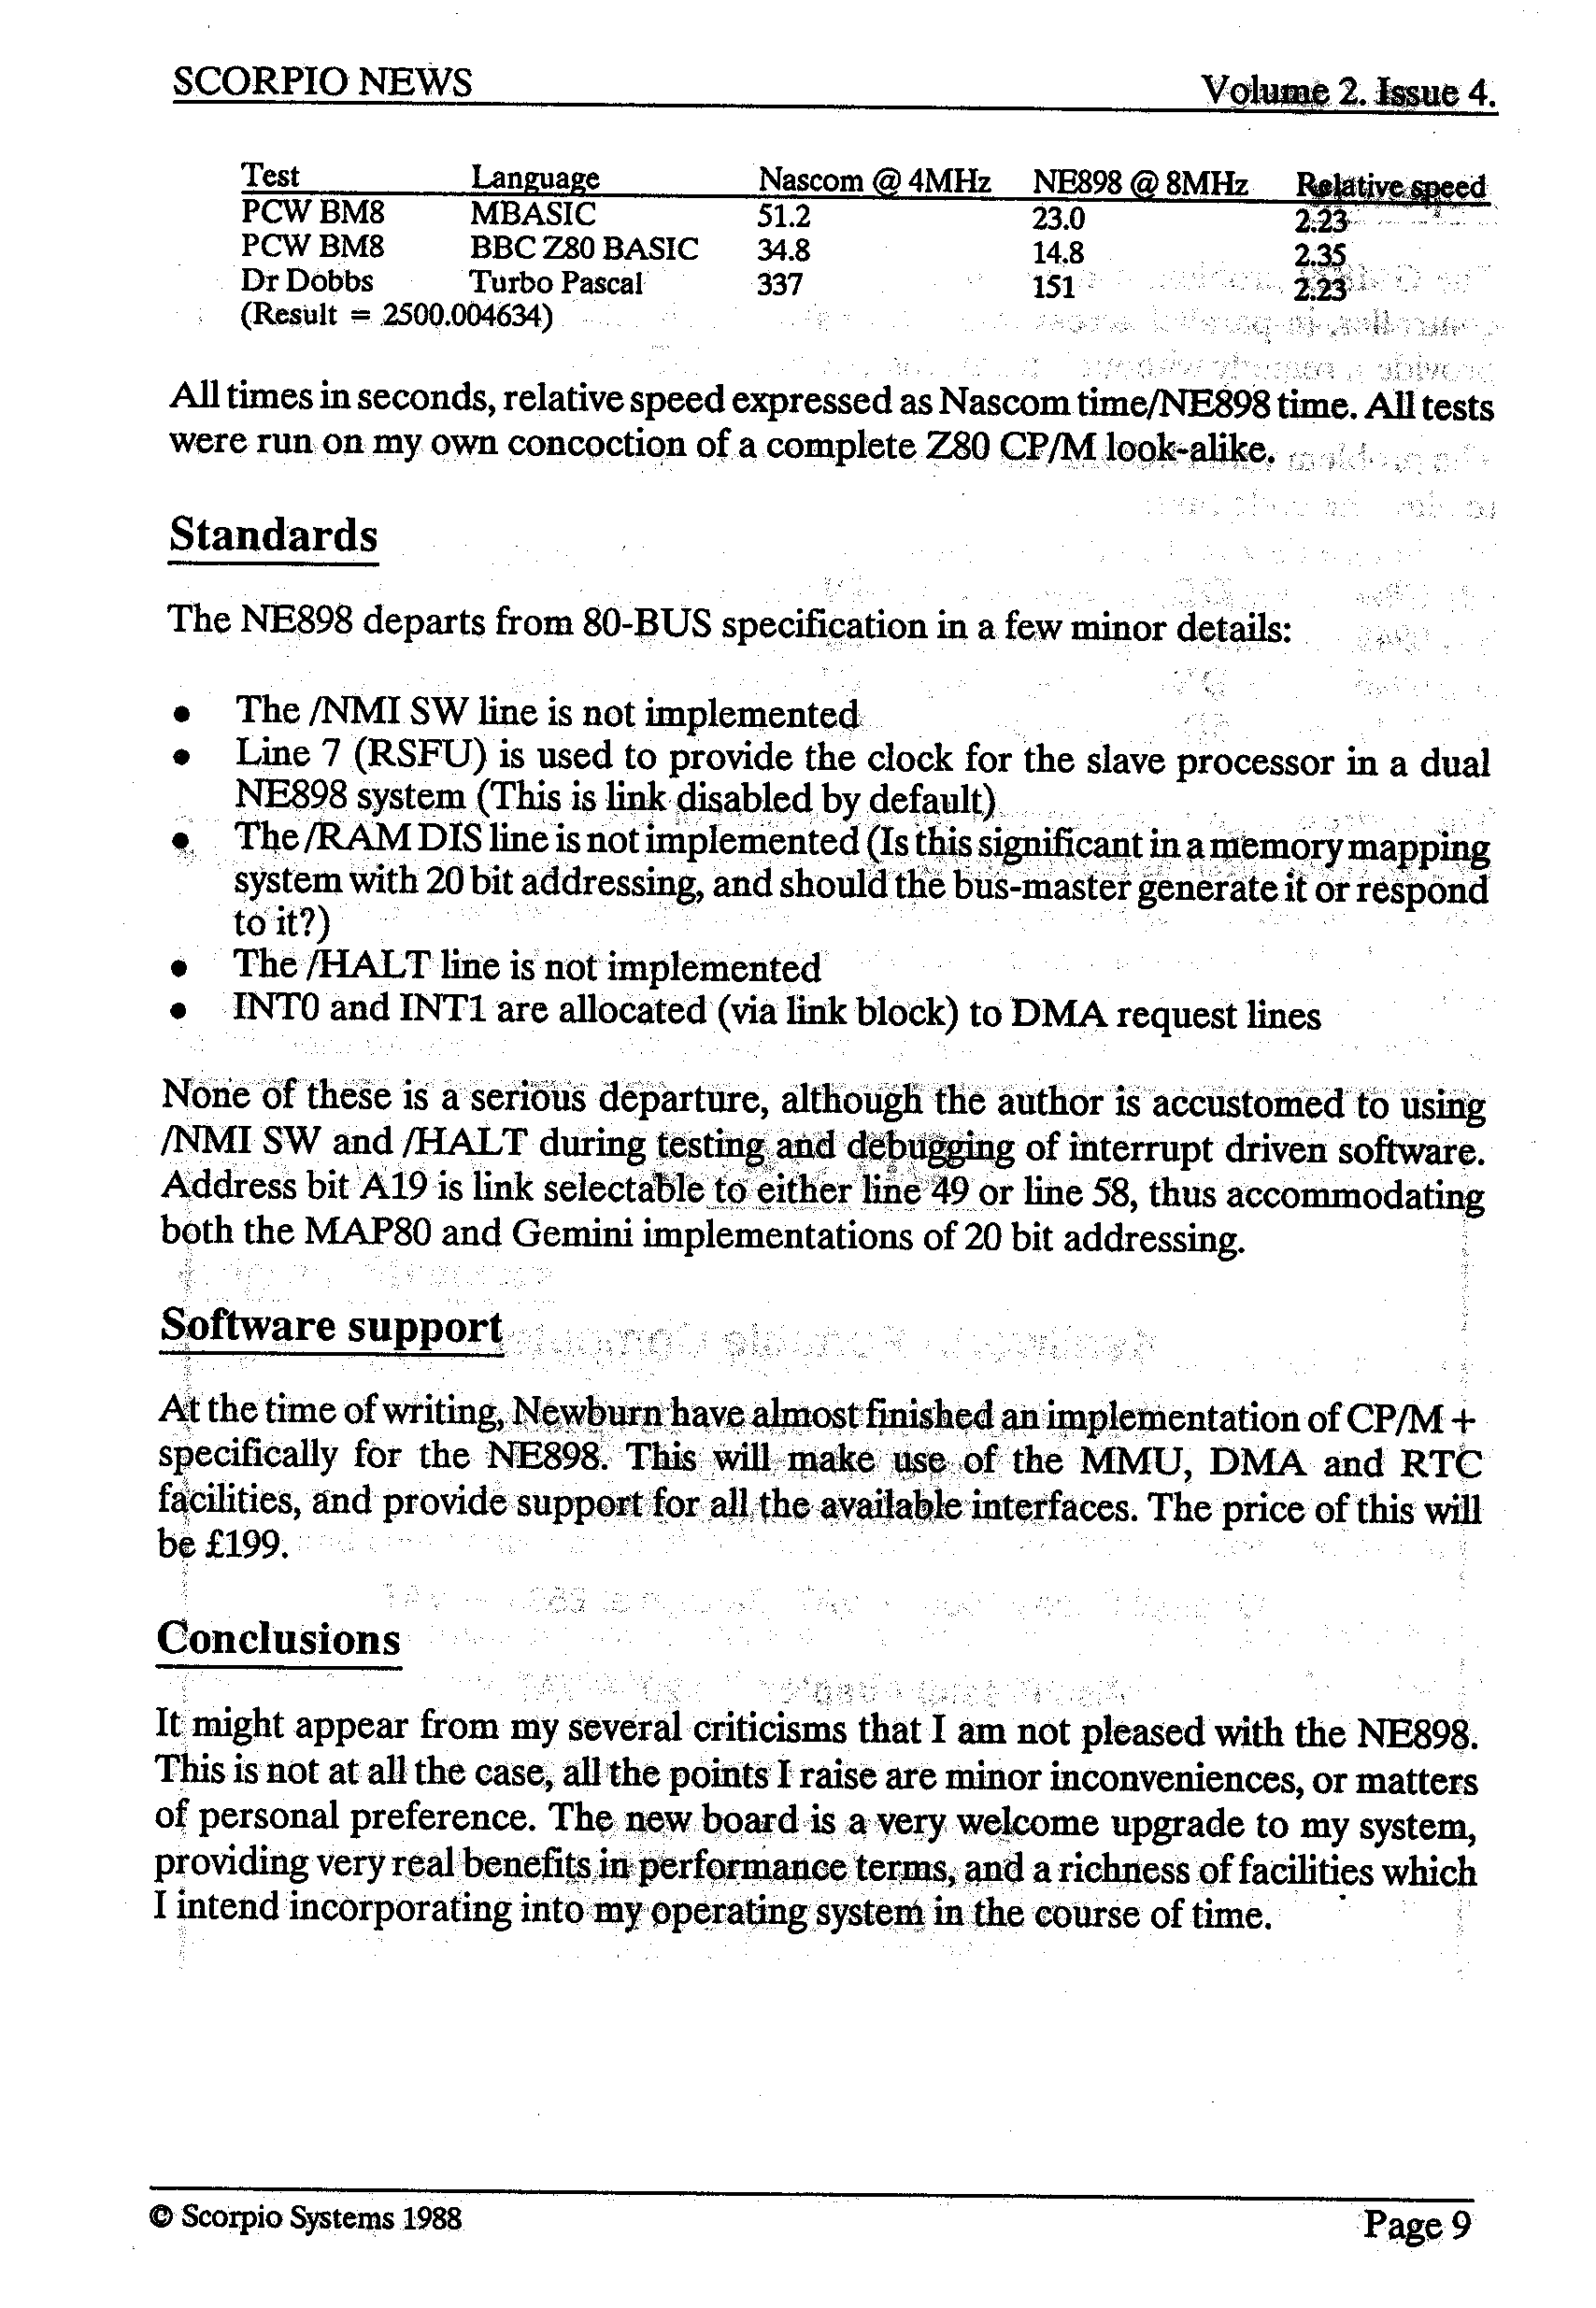 SCORPIO NEWS Volume 2. Issue 4.
Test Language Nascom @ 4MHz NE898 @ 8MHz Relative speed
PCW BM8 MBASIC 51.2 23.0 2.23
PCW BM8 BBC Z80 BASIC 34.8 14.8 2.35
Dr Dobbs Turbo Pascal 337 151 2.23
(Result = 2500.004634)
All times in seconds, relative speed expressed as Nascom time/NE898 time. All tests
were run on my own concoction of a complete Z80 CP/M look-alike.
Standards
The NE898 departs from 80-BUS specification in a few minor details:
● The /NMI SW line is not implemented
● Line 7 (RSFU) is used to provide the clock for the slave processor in a dual
NE898 system (This is link disabled by default)
● The /RAM DIS line is not implemented (Is this significant in a memory mapping
system with 20 bit addressing, and should the bus-master generate it or respond
to it?)
● The /HALT line is not implemented
● INT0 and INT1 are allocated (via link block) to DMA request lines
None of these is a serious departure, although the author is accustomed to using
/NMI SW and /HALT during testing and debugging of interrupt driven software.
Address bit A19 is link selectable to either line 49 or line 58, thus accommodating
both the MAP80 and Gemini implementations of 20 bit addressing.
Software support
At the time of writing, Newburn have almost finished an implementation of CP/M +
specifically for the NE898. This will make use of the MMU, DMA and RTC
facilities, and provide support for all the available interfaces. The price of this will
be £199.
Conclusions
It might appear from my several criticisms that I am not pleased with the NE898.
This is not at all the case, all the points I raise are minor inconveniences, or matters
of personal preference. The new board is a very welcome upgrade to my system,
providing very real benefits in performance terms, and a richness of facilities which
I intend incorporating into my operating system in the course of time.
© Scorpio Systems 1988 Page 9